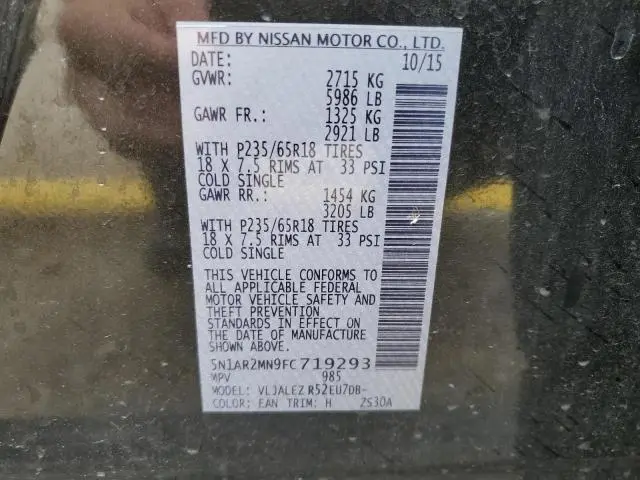 MFD BY NISSAN MOTOR CO., LTD.
DATE: 10/15
GVWR: 2715 KG
5986 LB
GAWR FR.: 1325 KG
2921 LB
WITH P235/65R18 TIRES
18 X 7.5 RIMS AT 33 PSI
COLD SINGLE
GAWR RR.: 1454 KG
3205 LB
WITH P235/65R18 TIRES
18 X 7.5 RIMS AT 33 PSI
COLD SINGLE
THIS VEHICLE CONFORMS TO
ALL APPLICABLE FEDERAL
MOTOR VEHICLE SAFETY AND
THEFT PREVENTION
STANDARDS IN EFFECT ON
THE DATE OF MANUFACTURE
SHOWN ABOVE.
5N1AR2MN9FC719293
MPV 985
MODEL: VLJALEZ R52EU7DB-
COLOR: EAN TRIM: H ZS30A